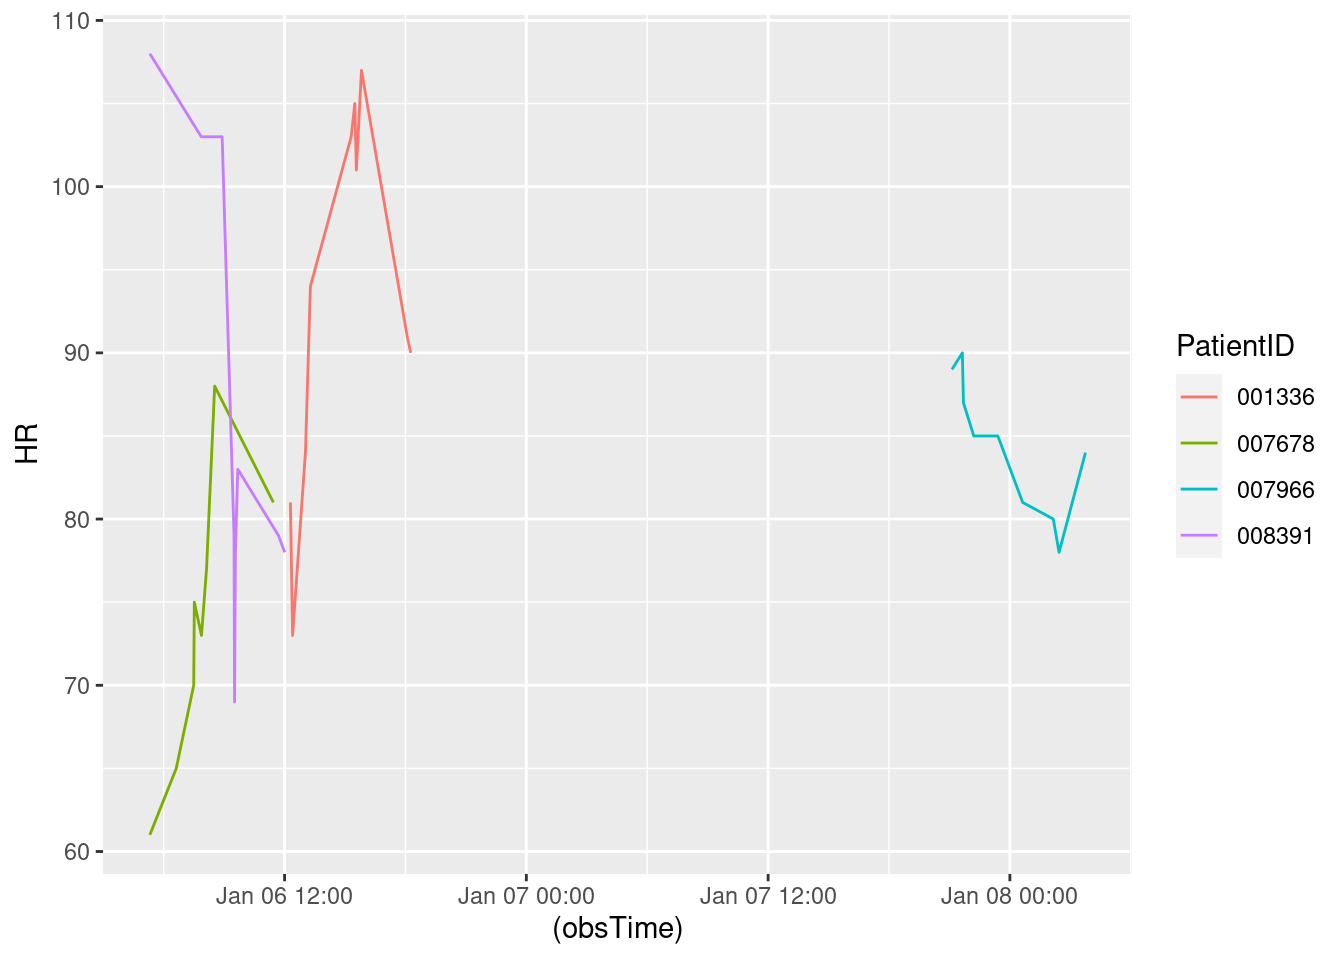 110
100
90
80
70
60
HR
Jan 06 12:00
Jan 07 00:00
Jan 07 12:00
Jan 08 00:00
(obsTime)
PatientID
001336
007678
007966
008391